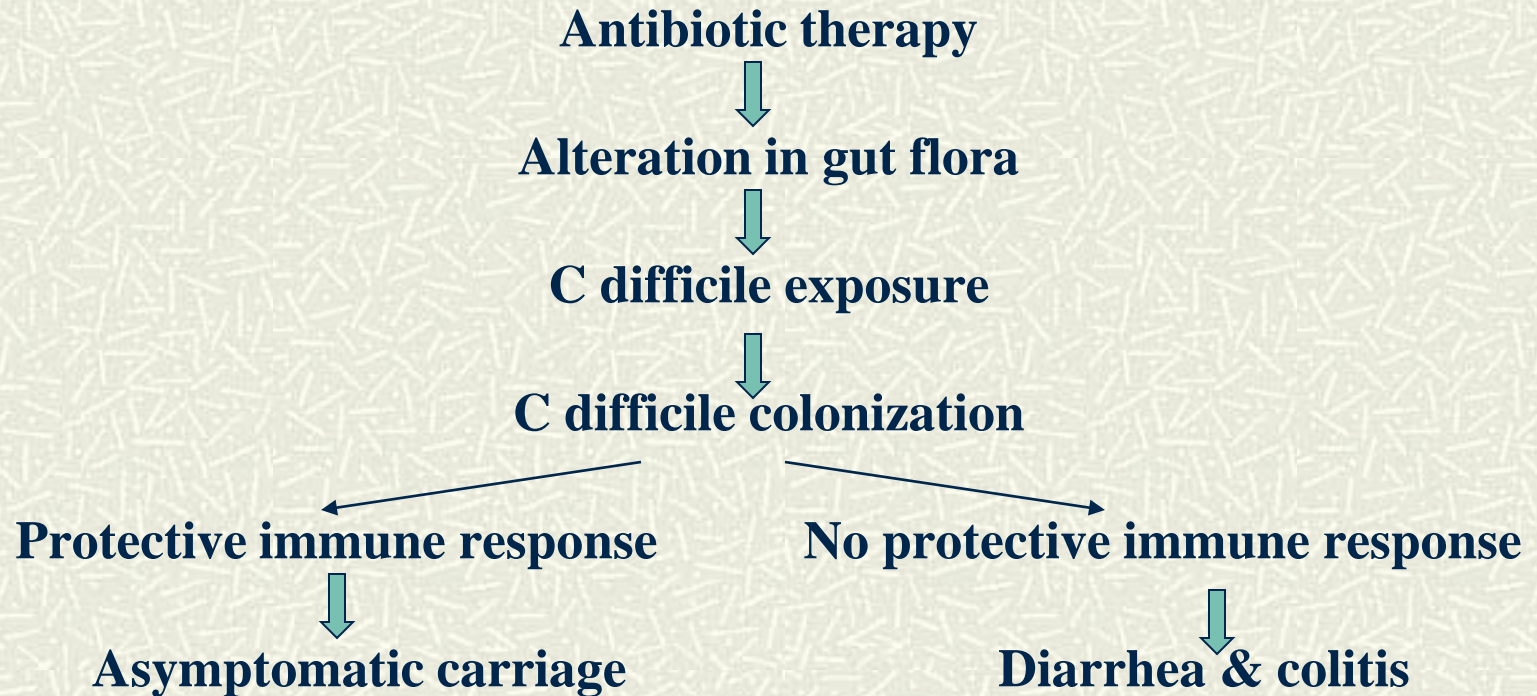 Antibiotic therapy
Alteration in gut flora
C difficile exposure
C difficile colonization
Protective immune response
No protective immune response
Asymptomatic carriage
Diarrhea & colitis